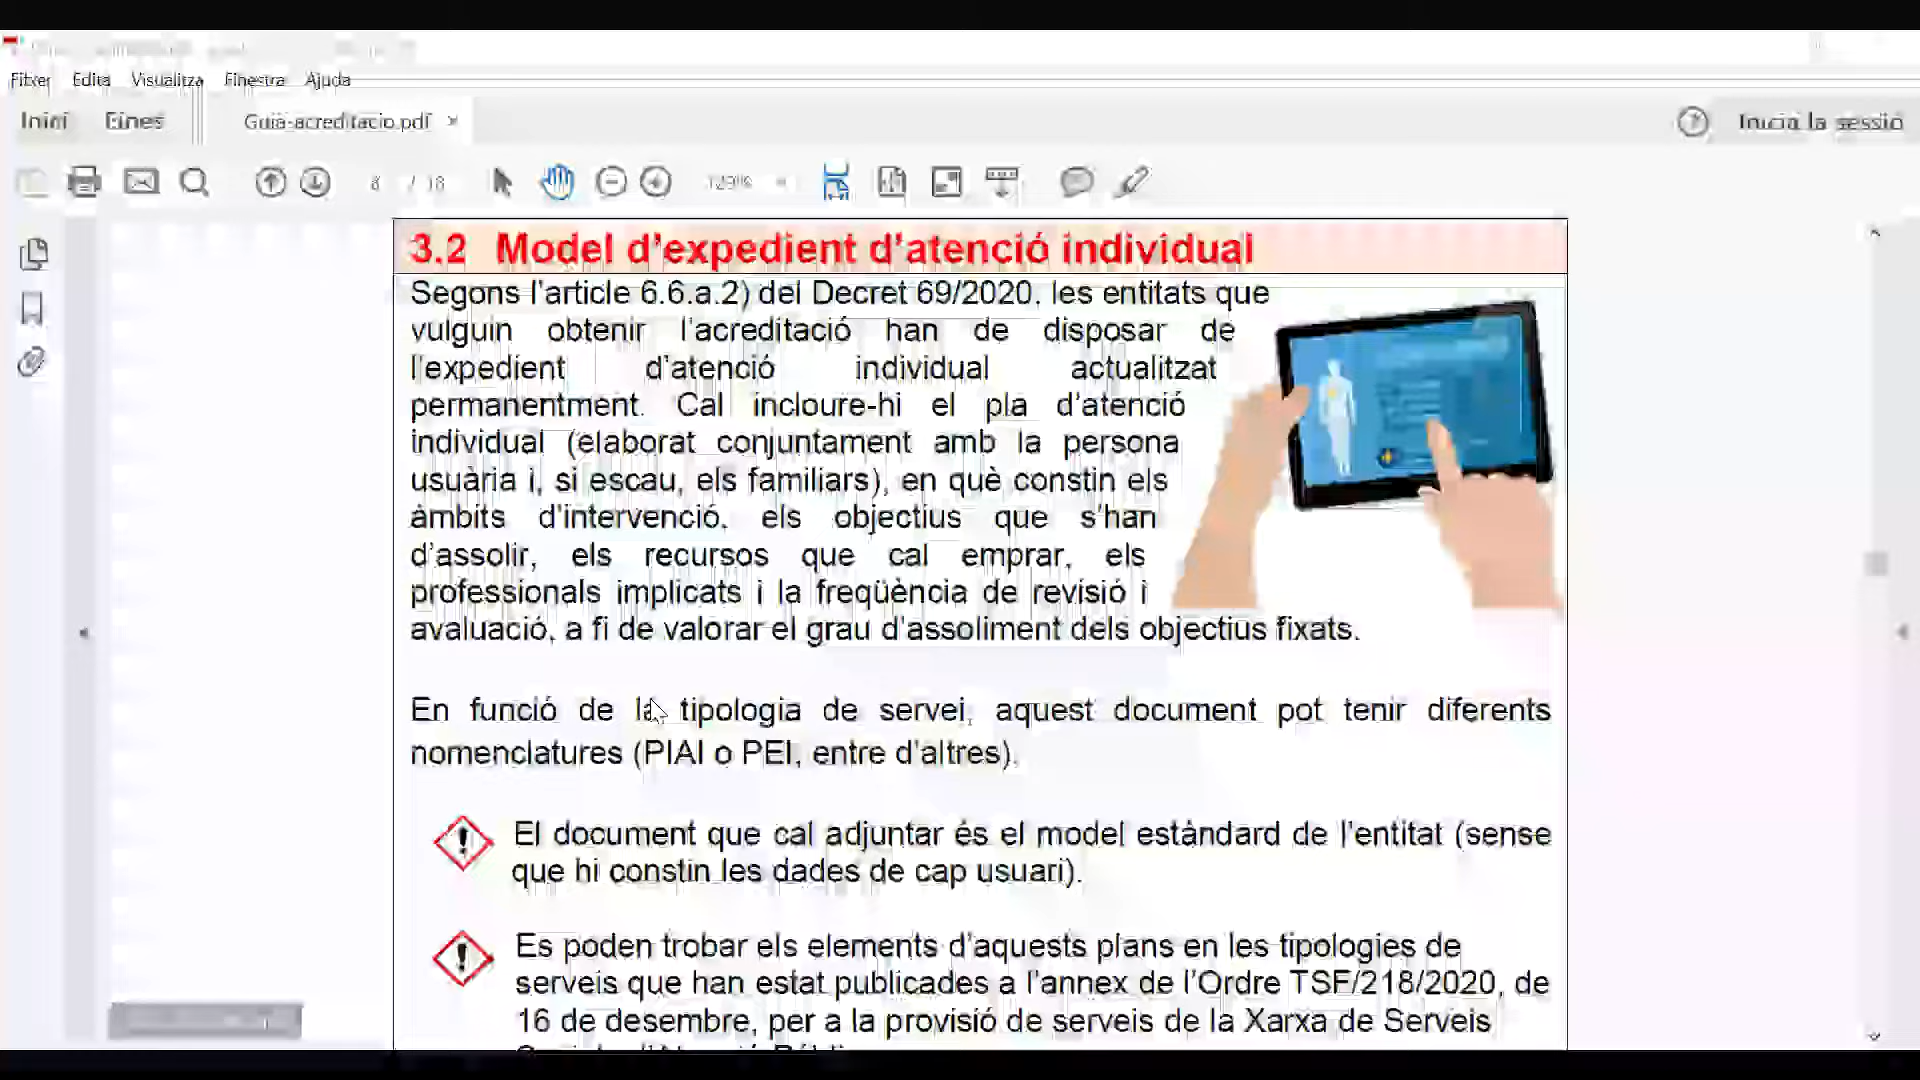 Fitxer Edita Visualitza Finestra Ajuda
Inici Eines Guia-acreditacio.pdf × Inicia la sessió
8 / 18 129%
3.2 Model d’expedient d’atenció individual
Segons l’article 6.6.a.2) del Decret 69/2020, les entitats que
vulguin obtenir l’acreditació han de disposar de
l’expedient d’atenció individual actualitzat
permanentment. Cal incloure-hi el pla d’atenció
individual (elaborat conjuntament amb la persona
usuària i, si escau, els familiars), en què constin els
àmbits d’intervenció, els objectius que s’han
d’assolir, els recursos que cal emprar, els
professionals implicats i la freqüència de revisió i
avaluació, a fi de valorar el grau d’assoliment dels objectius fixats.
En funció de la tipologia de servei, aquest document pot tenir diferents
nomenclatures (PIAI o PEI, entre d’altres).
El document que cal adjuntar és el model estàndard de l’entitat (sense
que hi constin les dades de cap usuari).
Es poden trobar els elements d’aquests plans en les tipologies de
serveis que han estat publicades a l’annex de l’Ordre TSF/218/2020, de
16 de desembre, per a la provisió de serveis de la Xarxa de Serveis